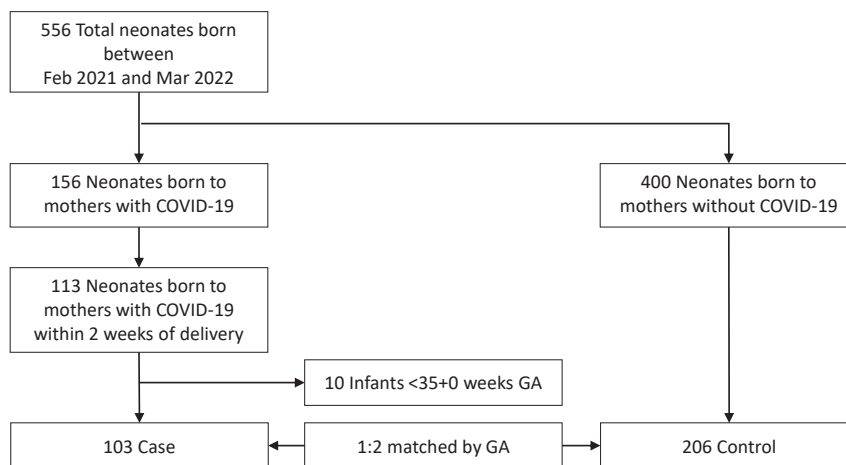 556 Total neonates born
between
Feb 2021 and Mar 2022
156 Neonates born to
mothers with COVID-19
400 Neonates born to
mothers without COVID-19
113 Neonates born to
mothers with COVID-19
within 2 weeks of delivery
10 Infants <35+0 weeks GA
103 Case
1:2 matched by GA
206 Control